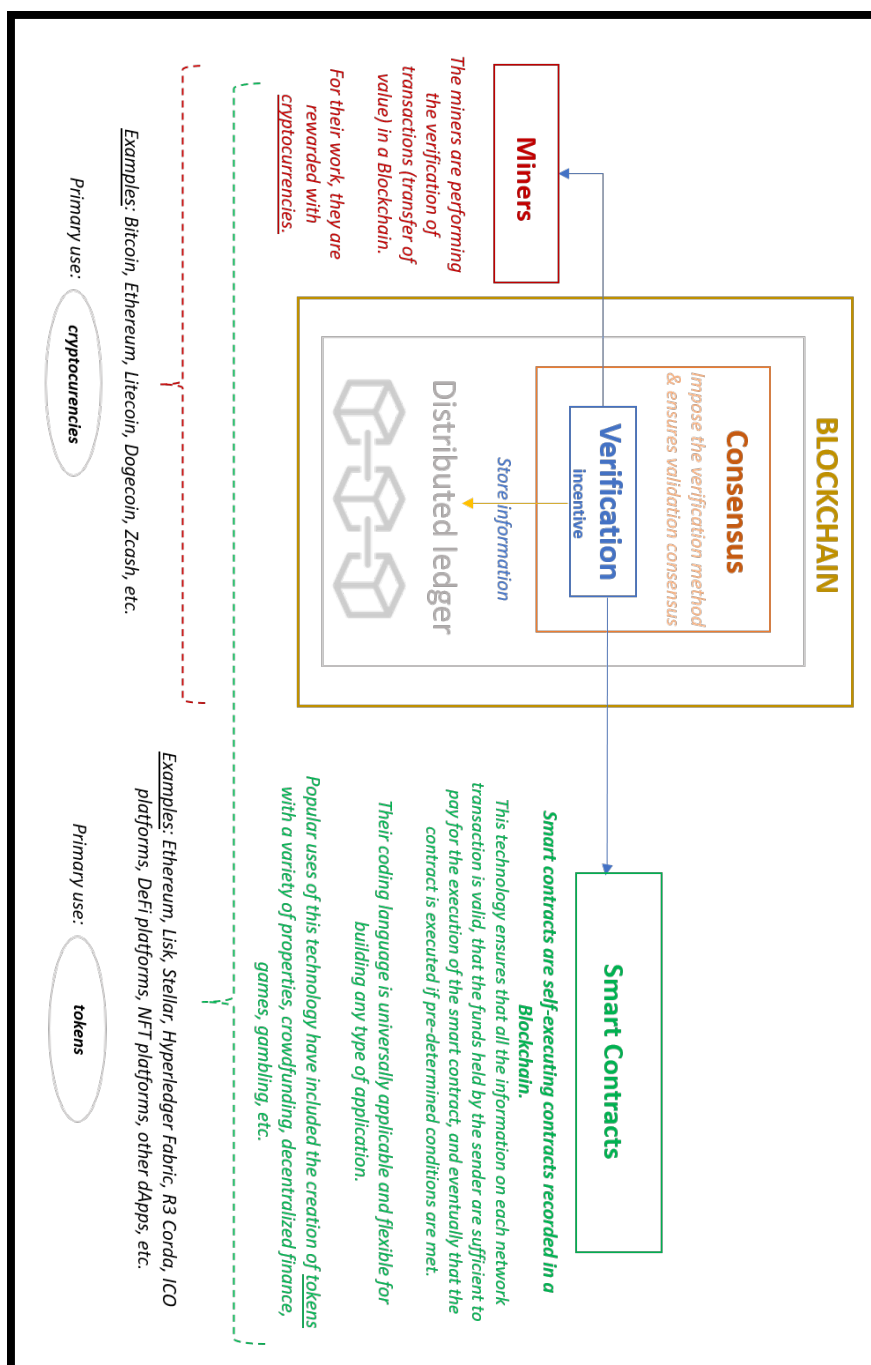 BLOCKCHAIN
Consensus
Impose the verification method
& ensures validation consensus
Verification
incentive
Store information
Distributed ledger
Miners
The miners are performing
the verification of
transactions (transfer of
value) in a Blockchain.
For their work, they are
rewarded with
cryptocurrencies.
Smart Contracts
Smart contracts are self-executing contracts recorded in a
Blockchain.
This technology ensures that all the information on each network
transaction is valid, that the funds held by the sender are sufficient to
pay for the execution of the smart contract, and eventually that the
contract is executed if pre-determined conditions are met.
Their coding language is universally applicable and flexible for
building any type of application.
Popular uses of this technology have included the creation of tokens
with a variety of properties, crowdfunding, decentralized finance,
games, gambling, etc.
Examples: Bitcoin, Ethereum, Litecoin, Dogecoin, Zcash, etc.
Primary use: cryptocurencies
Examples: Ethereum, Lisk, Stellar, Hyperledger Fabric, R3 Corda, ICO
platforms, DeFi platforms, NFT platforms, other dApps, etc.
Primary use: tokens